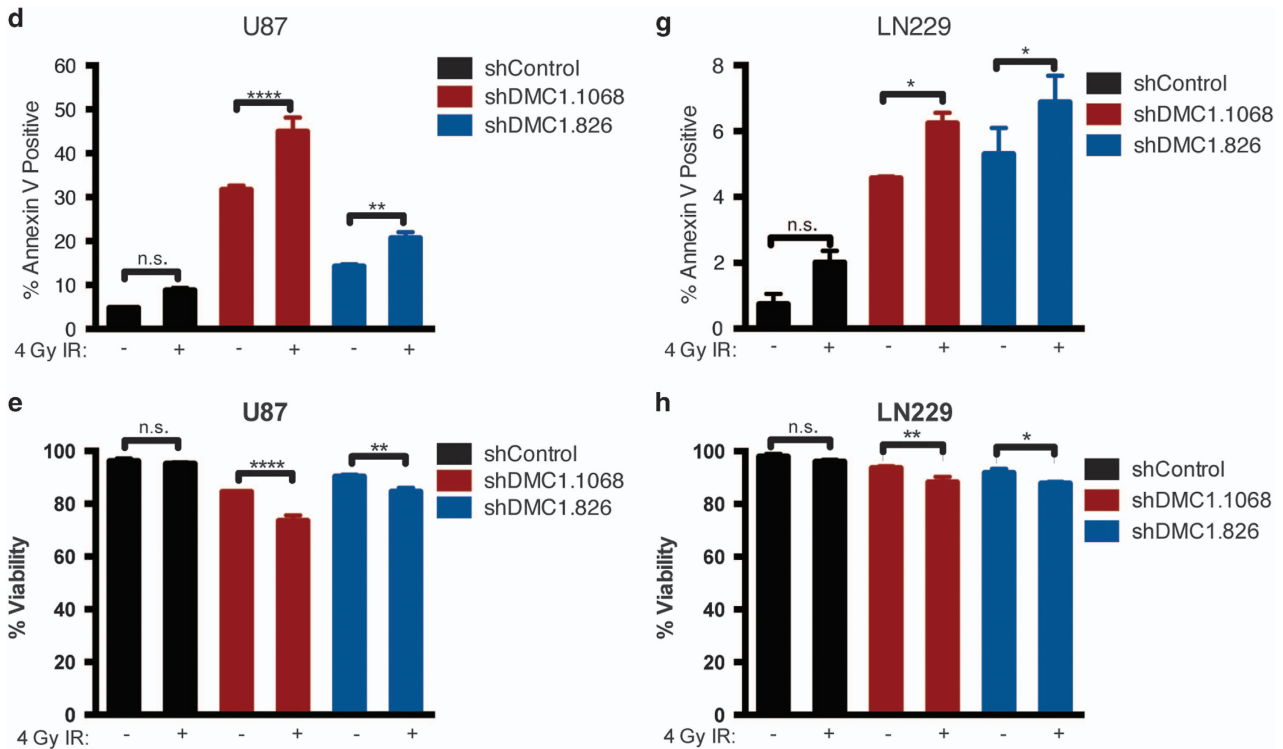 d
U87
% Annexin V Positive
60
50
40
30
20
10
0
n.s.
****
**
shControl
shDMC1.1068
shDMC1.826
4 Gy IR: - + - + - +
g
LN229
% Annexin V Positive
8
6
4
2
0
n.s.
*
*
shControl
shDMC1.1068
shDMC1.826
4 Gy IR: - + - + - +
e
U87
% Viability
100
80
60
40
20
0
n.s.
****
**
shControl
shDMC1.1068
shDMC1.826
4 Gy IR: - + - + - +
h
LN229
% Viability
100
80
60
40
20
0
n.s.
**
*
shControl
shDMC1.1068
shDMC1.826
4 Gy IR: - + - + - +